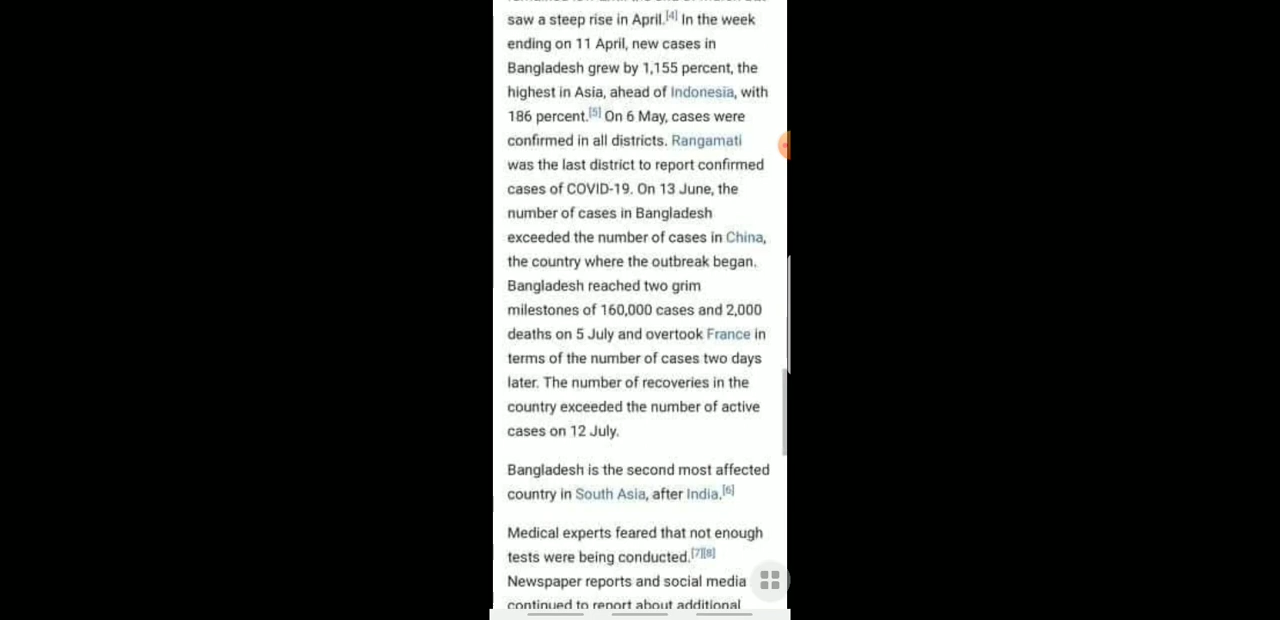 saw a steep rise in April.[4] In the week
ending on 11 April, new cases in
Bangladesh grew by 1,155 percent, the
highest in Asia, ahead of Indonesia, with
186 percent.[5] On 6 May, cases were
confirmed in all districts. Rangamati
was the last district to report confirmed
cases of COVID-19. On 13 June, the
number of cases in Bangladesh
exceeded the number of cases in China,
the country where the outbreak began.
Bangladesh reached two grim
milestones of 160,000 cases and 2,000
deaths on 5 July and overtook France in
terms of the number of cases two days
later. The number of recoveries in the
country exceeded the number of active
cases on 12 July.
Bangladesh is the second most affected
country in South Asia, after India.[6]
Medical experts feared that not enough
tests were being conducted.[7][8]
Newspaper reports and social media
continued to report about additional